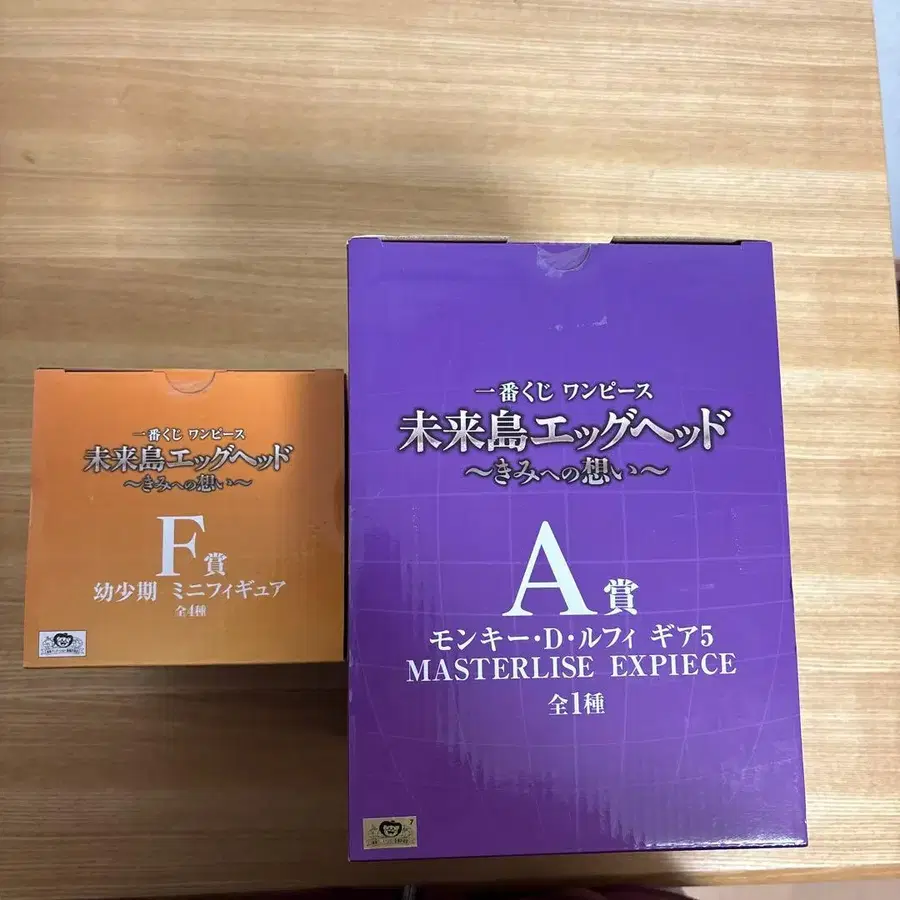 一番くじ ワンピース
未来島エッグヘッド
～きみへの想い～
F賞
幼少期 ミニフィギュア
全4種
一番くじ ワンピース
未来島エッグヘッド
～きみへの想い～
A賞
モンキー・D・ルフィ ギア5
MASTERLISE EXPIECE
全1種
7